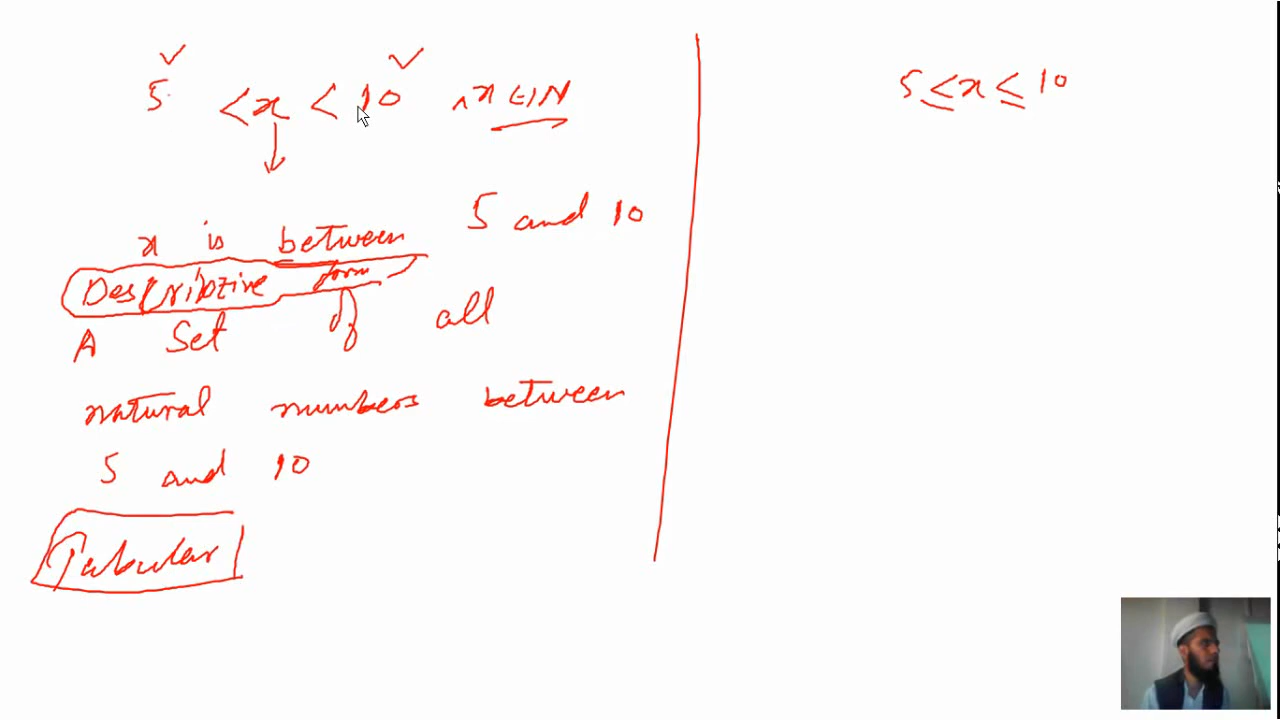 5 < x < 10 ∧ x ∈ IN
x is between 5 and 10
Descriptive form
A Set of all
natural numbers between
5 and 10
Tabular
5 ≤ x ≤ 10